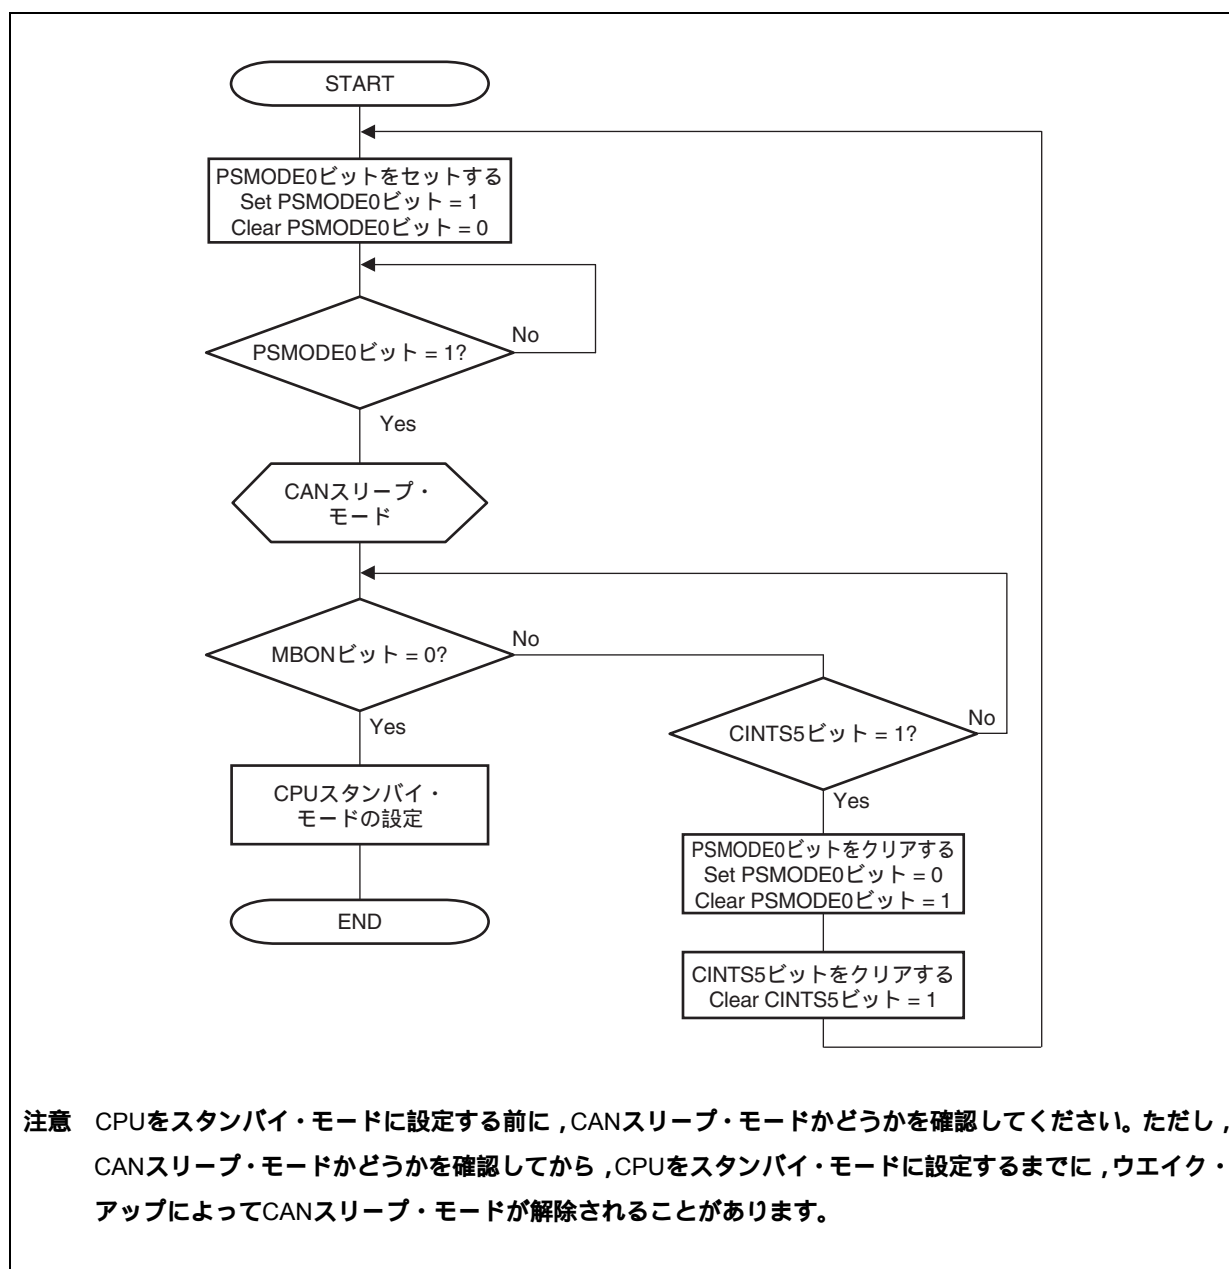 START
PSMODE0ビットをセットする
Set PSMODE0ビット = 1
Clear PSMODE0ビット = 0
PSMODE0ビット = 1?
No
Yes
CANスリープ・
モード
MBONビット = 0?
No
Yes
CINTS5ビット = 1?
No
Yes
CPUスタンバイ・
モードの設定
PSMODE0ビットをクリアする
Set PSMODE0ビット = 0
Clear PSMODE0ビット = 1
END
CINTS5ビットをクリアする
Clear CINTS5ビット = 1
注意 CPUをスタンバイ・モードに設定する前に，CANスリープ・モードかどうかを確認してください。ただし，
CANスリープ・モードかどうかを確認してから，CPUをスタンバイ・モードに設定するまでに，ウエイク・
アップによってCANスリープ・モードが解除されることがあります。